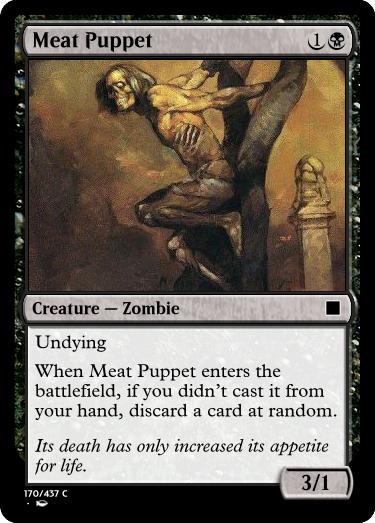 Meat Puppet 1
Creature — Zombie
Undying
When Meat Puppet enters the
battlefield, if you didn't cast it from
your hand, discard a card at random.
Its death has only increased its appetite
for life.
3/1
170/437 C